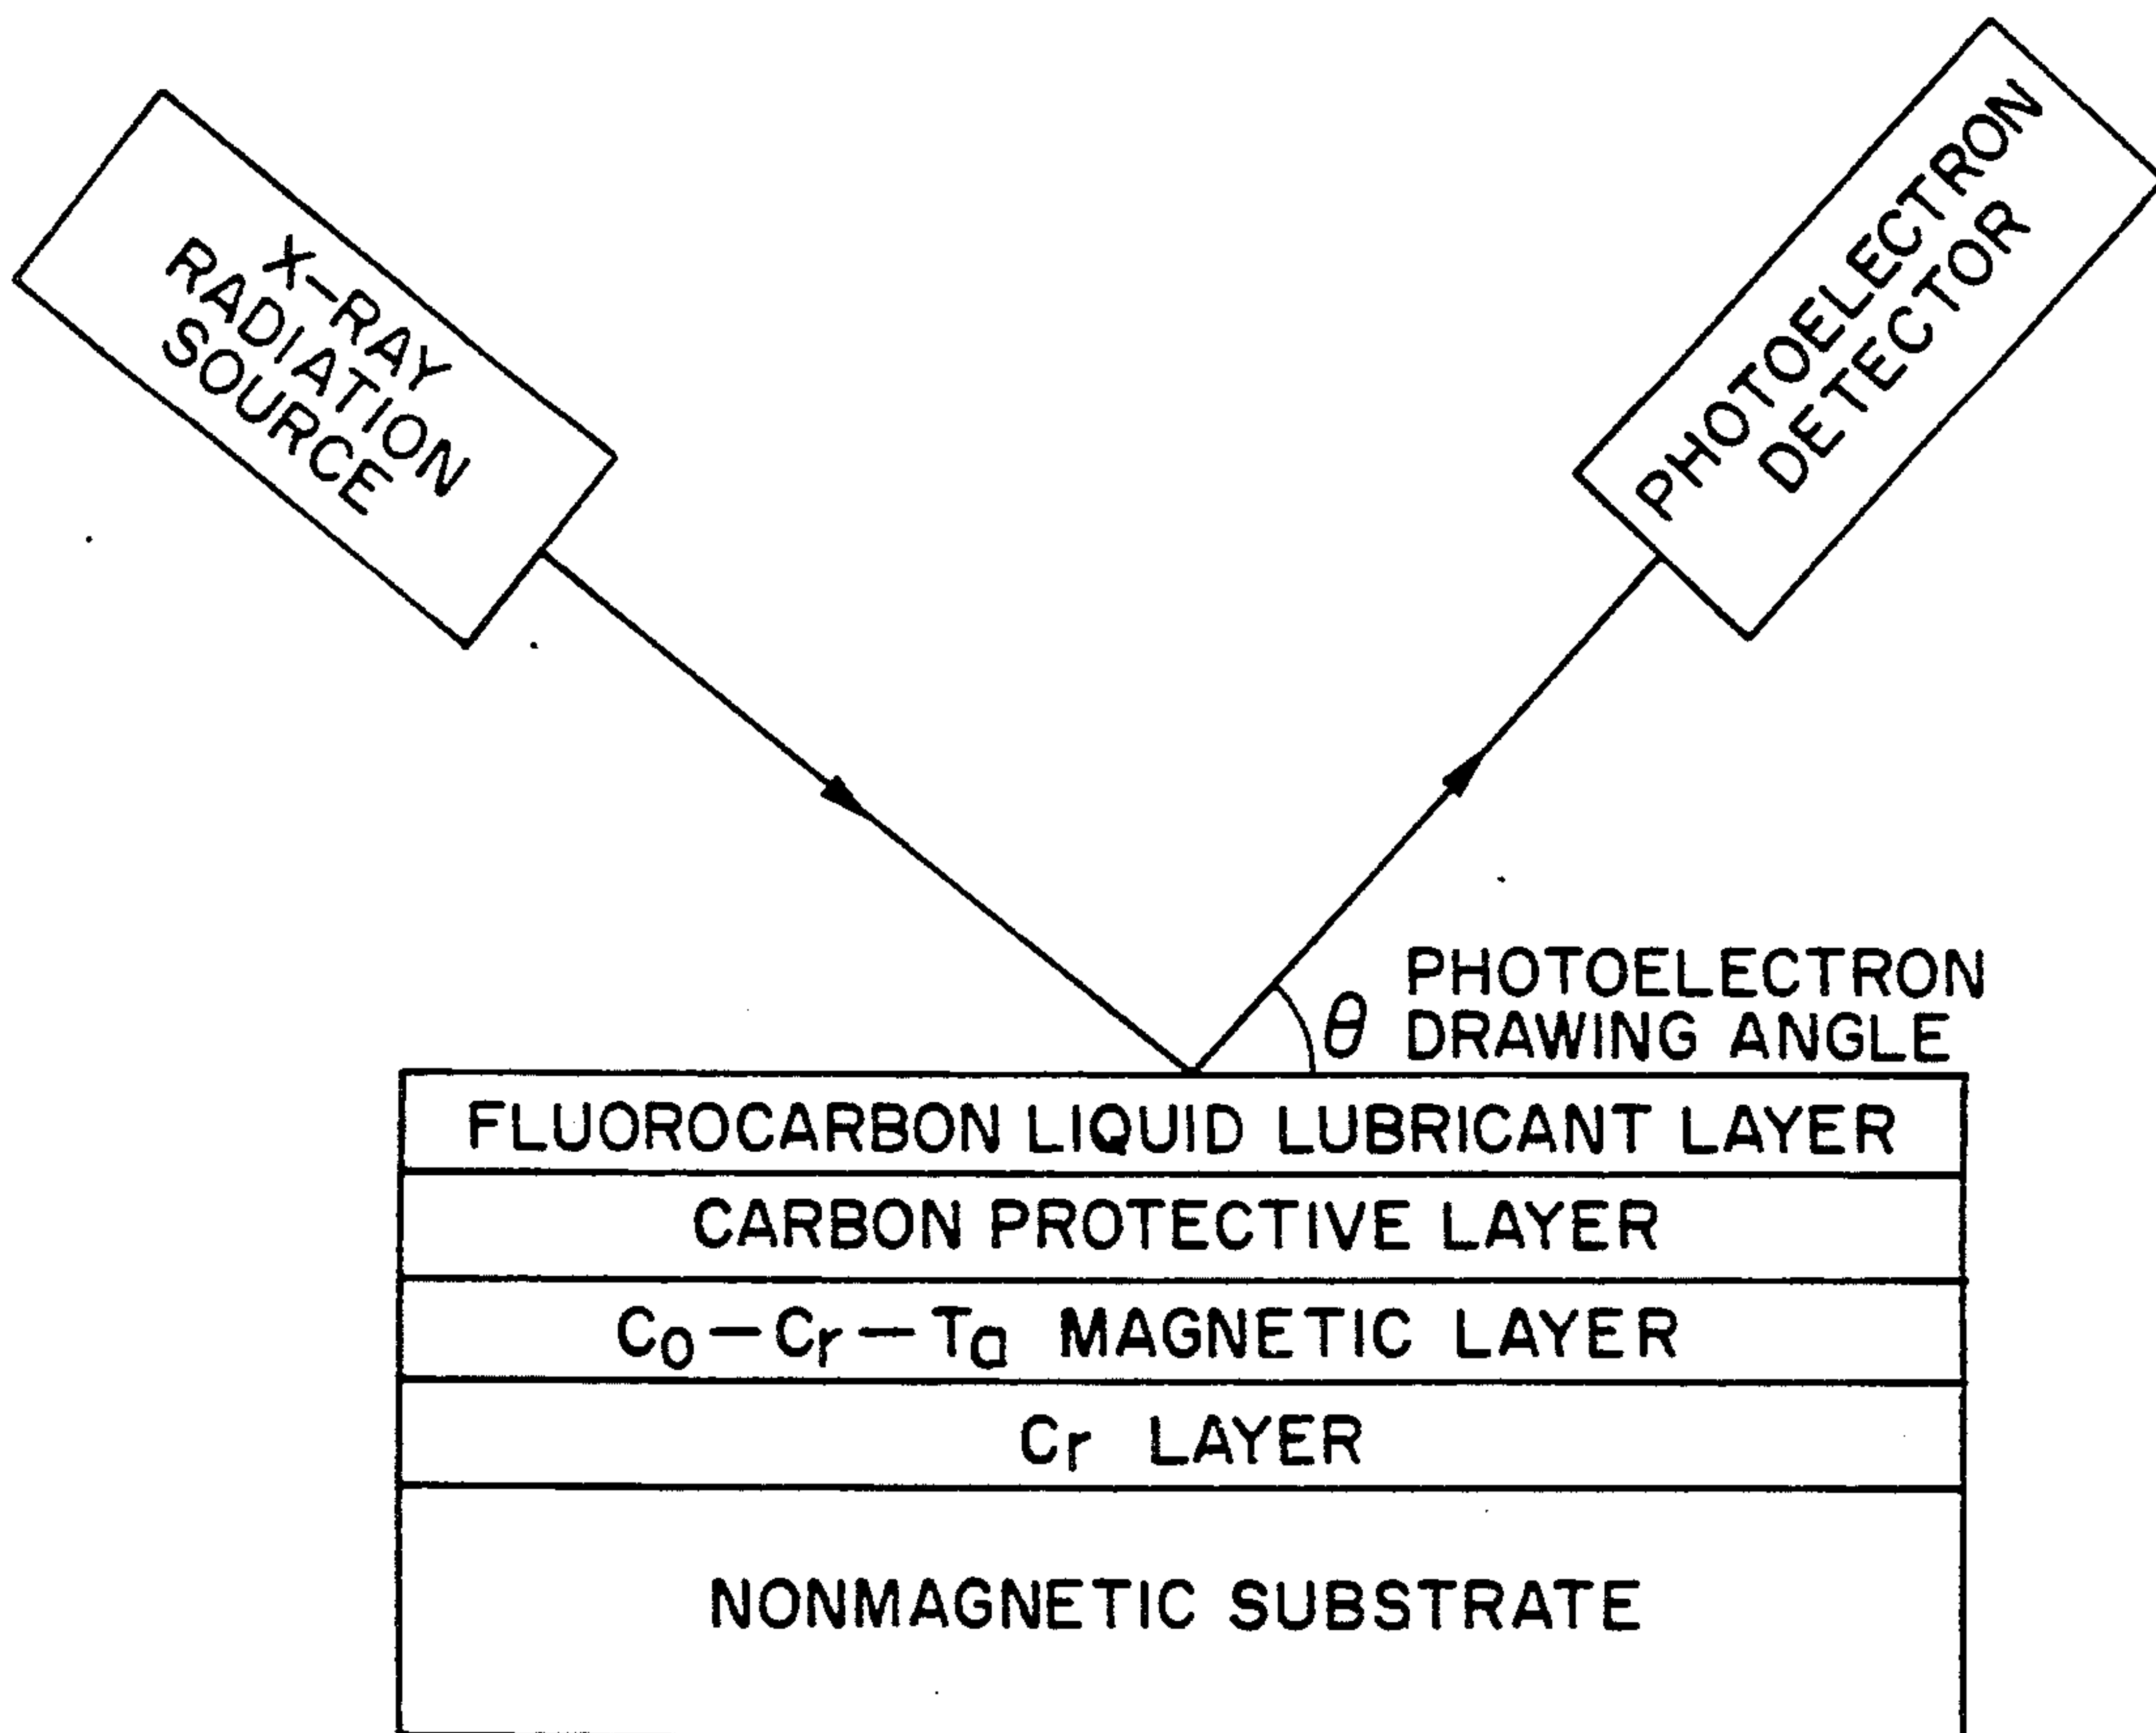 X-RAY
RADIATION
SOURCE
PHOTOELECTRON
DETECTOR
PHOTOELECTRON
θ DRAWING ANGLE
FLUOROCARBON LIQUID LUBRICANT LAYER
CARBON PROTECTIVE LAYER
Co-Cr-Ta MAGNETIC LAYER
Cr LAYER
NONMAGNETIC SUBSTRATE